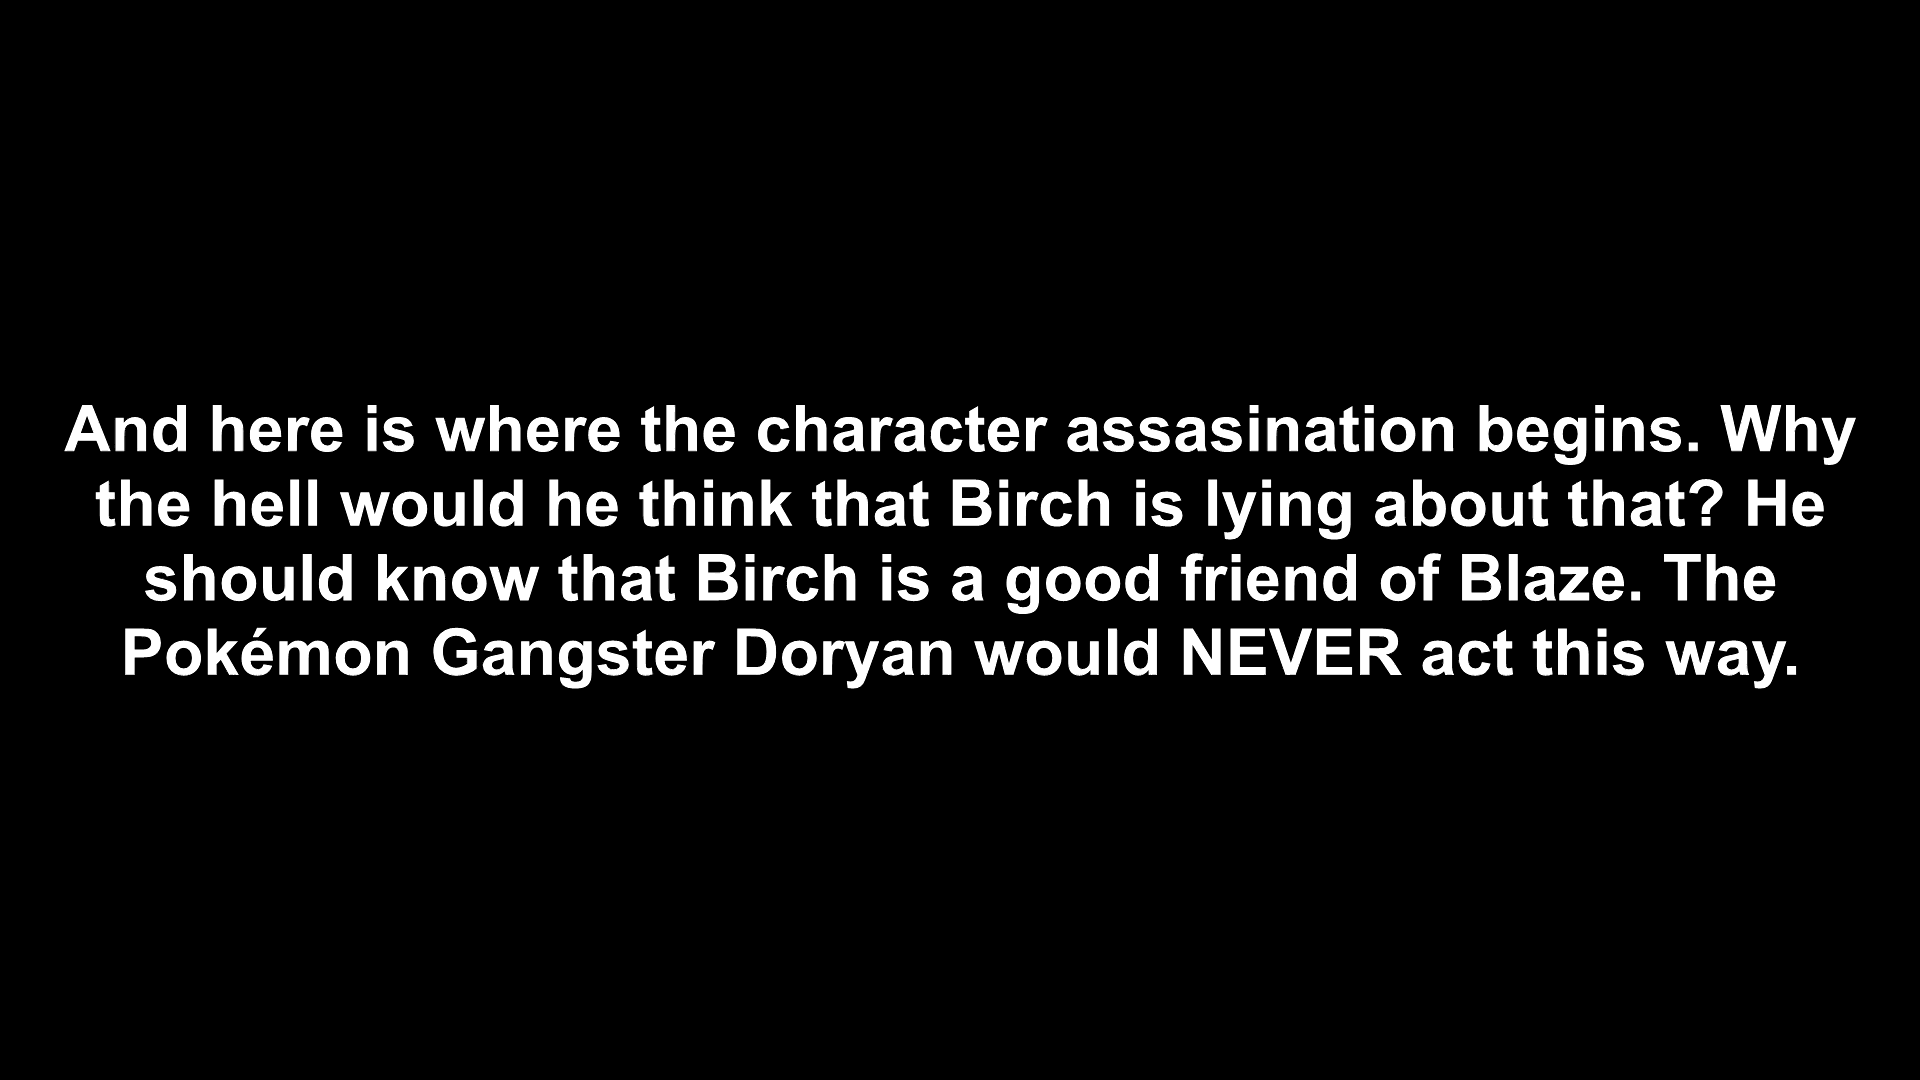 And here is where the character assasination begins. Why
the hell would he think that Birch is lying about that? He
should know that Birch is a good friend of Blaze. The
Pokémon Gangster Doryan would NEVER act this way.